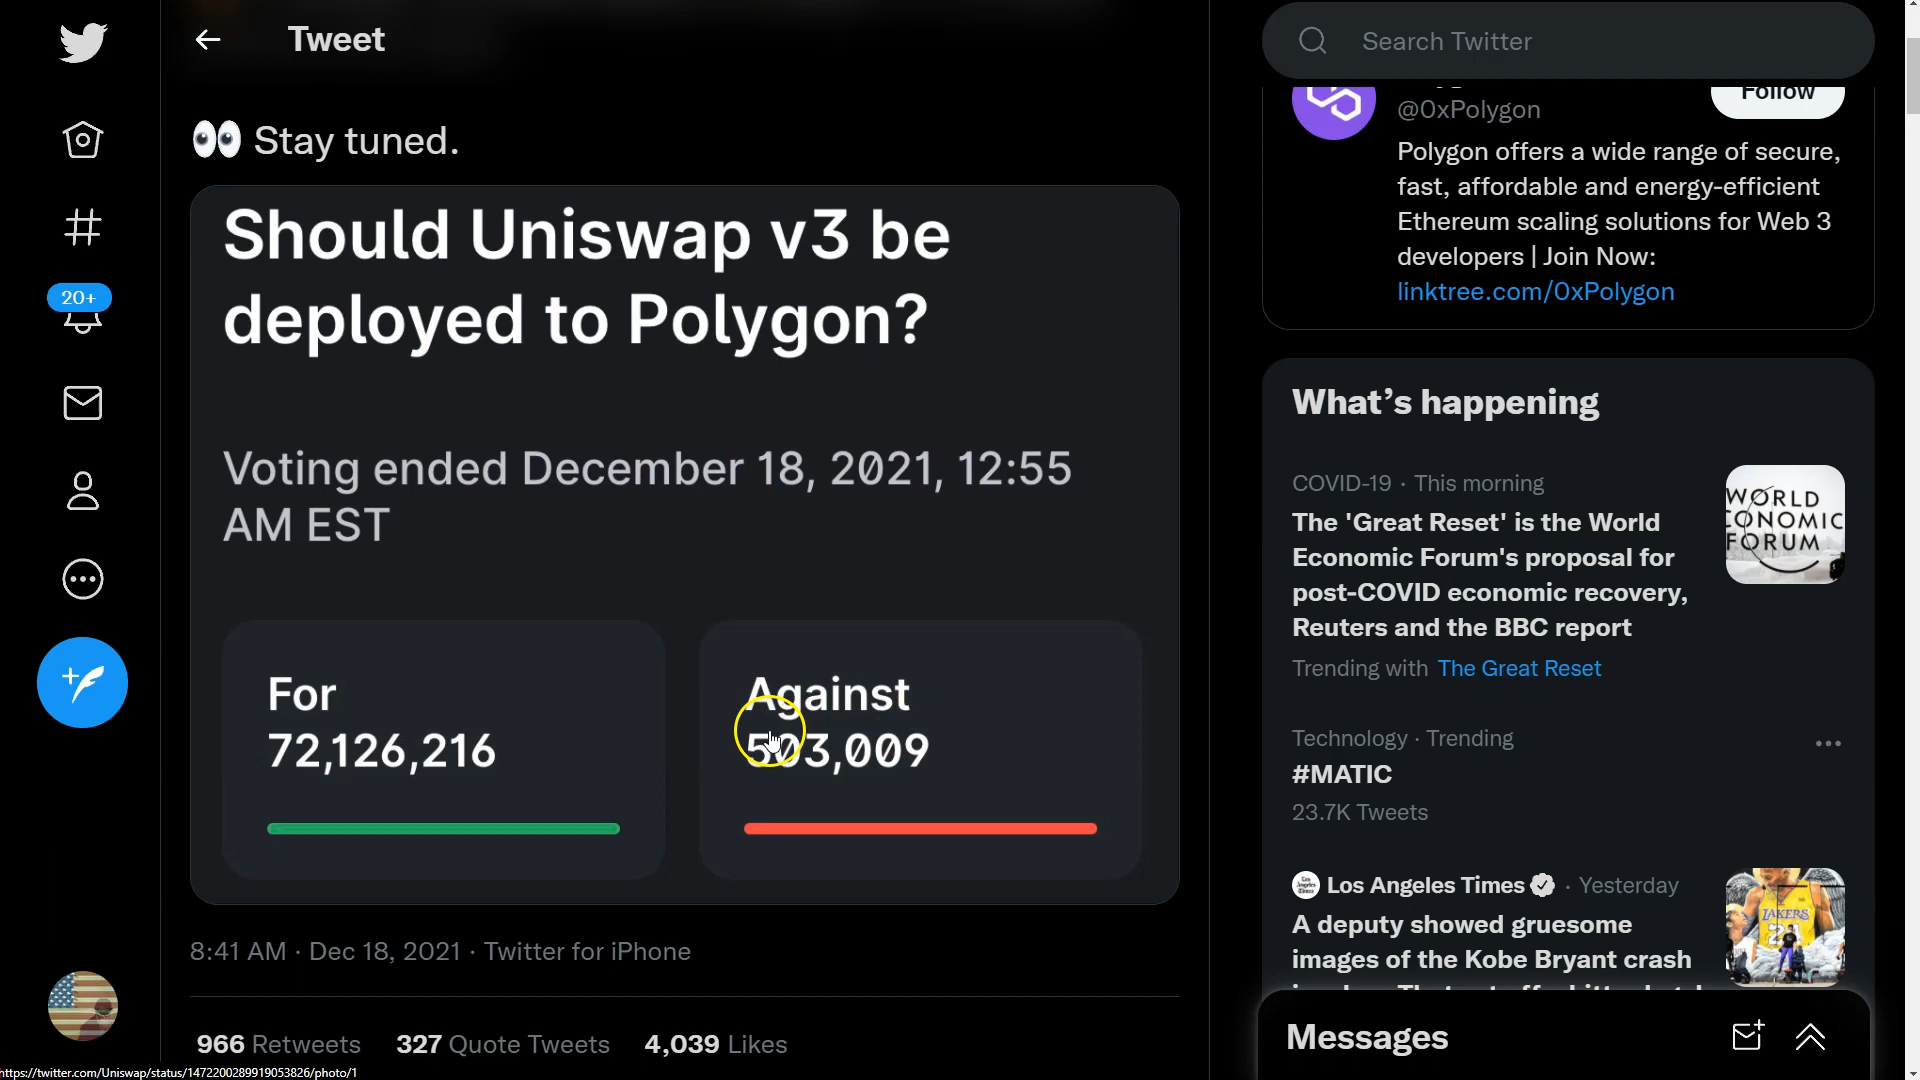 Tweet
Search Twitter
Follow
@0xPolygon
Polygon offers a wide range of secure,
fast, affordable and energy-efficient
Ethereum scaling solutions for Web 3
developers | Join Now:
linktree.com/0xPolygon
👀 Stay tuned.
Should Uniswap v3 be
deployed to Polygon?
Voting ended December 18, 2021, 12:55
AM EST
For
72,126,216
Against
503,009
8:41 AM · Dec 18, 2021 · Twitter for iPhone
966 Retweets 327 Quote Tweets 4,039 Likes
20+
What's happening
COVID-19 · This morning
The 'Great Reset' is the World
Economic Forum's proposal for
post-COVID economic recovery,
Reuters and the BBC report
Trending with The Great Reset
WORLD
ECONOMIC
FORUM
Technology · Trending
#MATIC
23.7K Tweets
Los Angeles Times · Yesterday
A deputy showed gruesome
images of the Kobe Bryant crash
LAKERS
Messages
https://twitter.com/Uniswap/status/1472200289919053826/photo/1